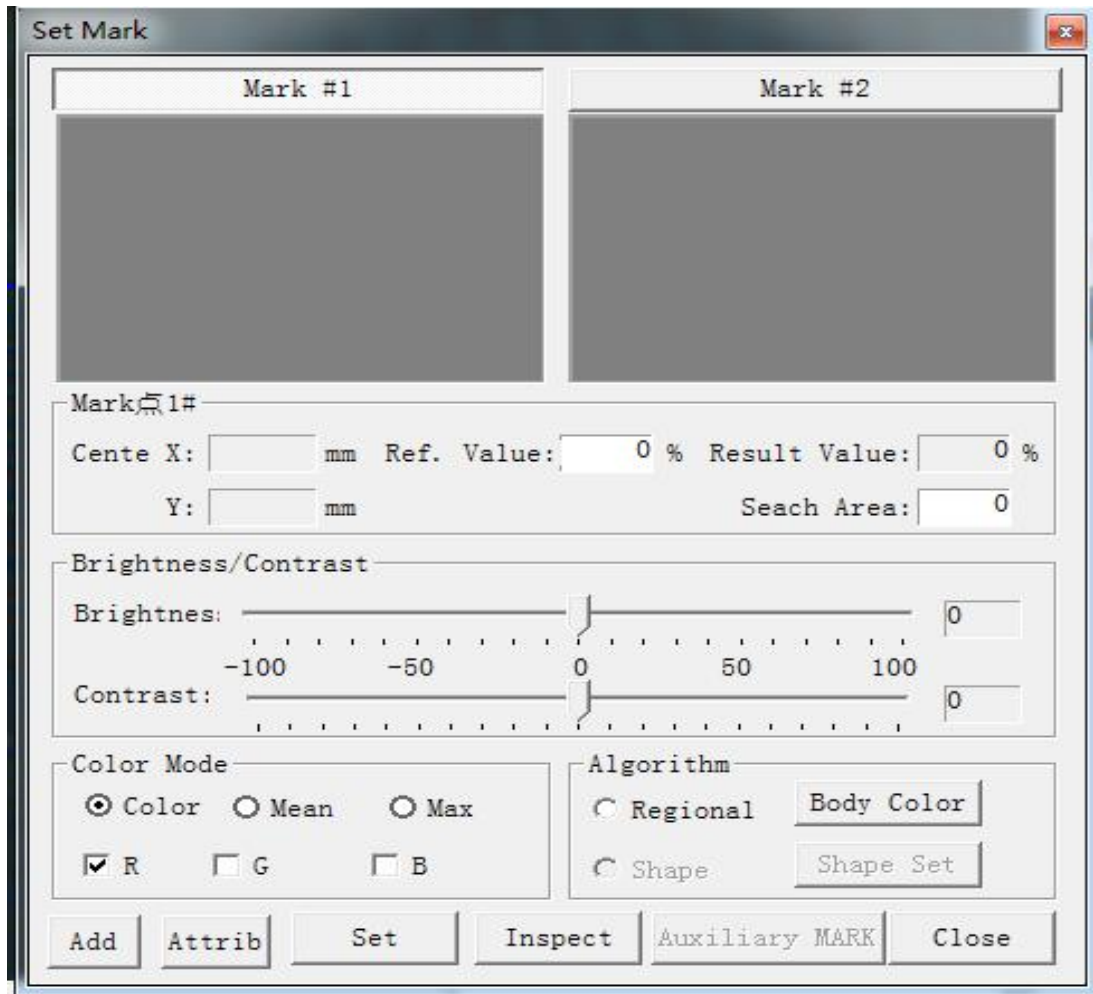 Set Mark
Mark #1 Mark #2
Mark点1#
Cente X: mm Ref. Value: 0 % Result Value: 0 %
Y: mm Seach Area: 0
Brightness/Contrast
Brightnes: 0
-100 -50 0 50 100
Contrast: 0
Color Mode Algorithm
Color Mean Max Regional Body Color
R G B Shape Shape Set
Add Attrib Set Inspect Auxiliary MARK Close